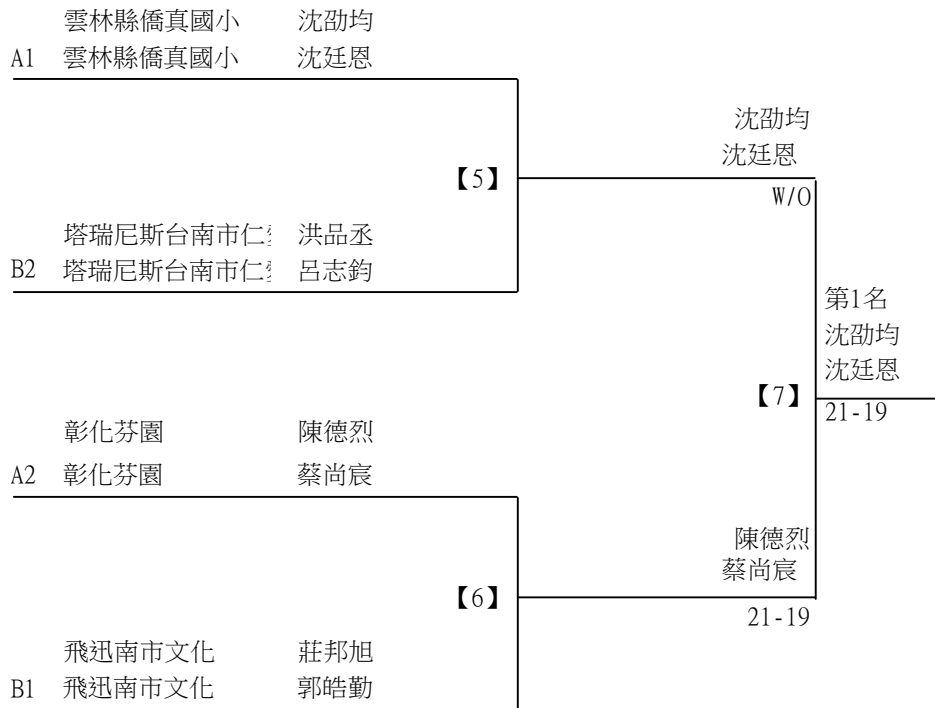 雲林縣僑真國小 沈劭均
A1 雲林縣僑真國小 沈廷恩
沈劭均
沈廷恩
【5】
W/O
塔瑞尼斯台南市仁 洪品丞
B2 塔瑞尼斯台南市仁 呂志鈞
第1名
沈劭均
沈廷恩
【7】
21-19
彰化芬園 陳德烈
A2 彰化芬園 蔡尚宸
陳德烈
蔡尚宸
【6】
21-19
飛迅南市文化 莊邦旭
B1 飛迅南市文化 郭皓勤